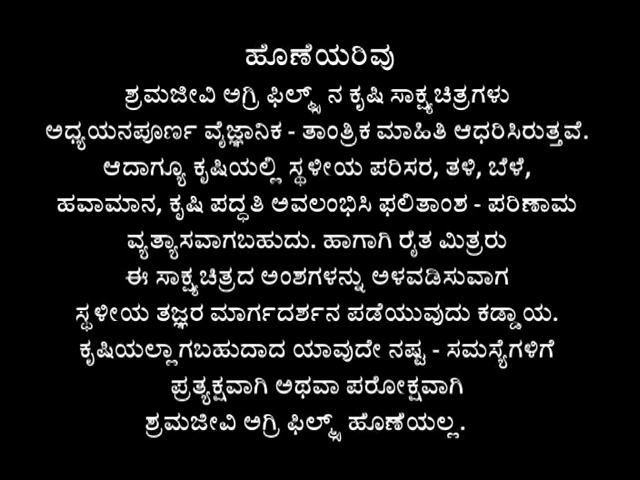 ಹೊಣೆಯರಿವು
ಶ್ರಮಜೀವಿ ಅಗ್ರಿ ಫಿಲ್ಮ್ಸ್ ನ ಕೃಷಿ ಸಾಕ್ಷ್ಯಚಿತ್ರಗಳು
ಅಧ್ಯಯನಪೂರ್ಣ ವೈಜ್ಞಾನಿಕ - ತಾಂತ್ರಿಕ ಮಾಹಿತಿ ಆಧರಿಸಿರುತ್ತವೆ.
ಆದಾಗ್ಯೂ ಕೃಷಿಯಲ್ಲಿ ಸ್ಥಳೀಯ ಪರಿಸರ, ತಳಿ, ಬೆಳೆ,
ಹವಾಮಾನ, ಕೃಷಿ ಪದ್ಧತಿ ಅವಲಂಭಿಸಿ ಫಲಿತಾಂಶ - ಪರಿಣಾಮ
ವ್ಯತ್ಯಾಸವಾಗಬಹುದು. ಹಾಗಾಗಿ ರೈತ ಮಿತ್ರರು
ಈ ಸಾಕ್ಷ್ಯಚಿತ್ರದ ಅಂಶಗಳನ್ನು ಅಳವಡಿಸುವಾಗ
ಸ್ಥಳೀಯ ತಜ್ಞರ ಮಾರ್ಗದರ್ಶನ ಪಡೆಯುವುದು ಕಡ್ಡಾಯ.
ಕೃಷಿಯಲ್ಲಾಗಬಹುದಾದ ಯಾವುದೇ ನಷ್ಟ - ಸಮಸ್ಯೆಗಳಿಗೆ
ಪ್ರತ್ಯಕ್ಷವಾಗಿ ಅಥವಾ ಪರೋಕ್ಷವಾಗಿ
ಶ್ರಮಜೀವಿ ಅಗ್ರಿ ಫಿಲ್ಮ್ಸ್ ಹೊಣೆಯಲ್ಲ.